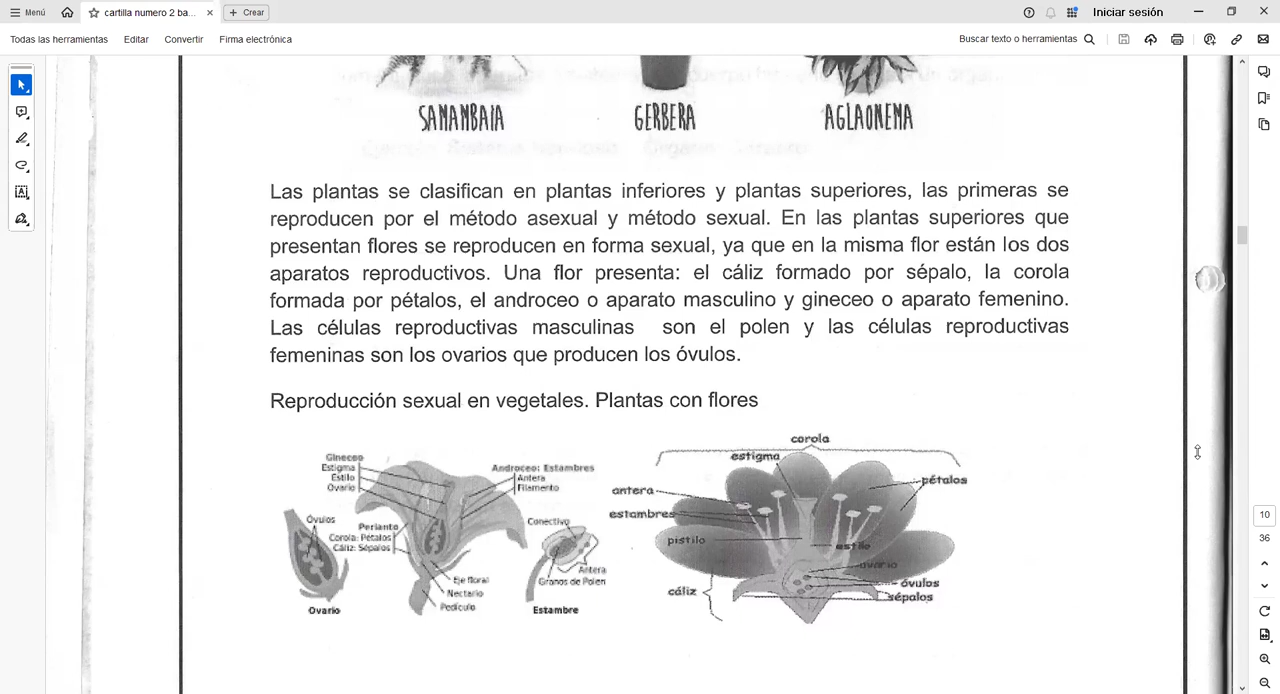 Menú
cartilla numero 2 ba...
Crear
Iniciar sesión
Todas las herramientas
Editar
Convertir
Firma electrónica
Buscar texto o herramientas
SAMAMBAIA
GERBERA
AGLAONEMA
Las plantas se clasifican en plantas inferiores y plantas superiores, las primeras se
reproducen por el método asexual y método sexual. En las plantas superiores que
presentan flores se reproducen en forma sexual, ya que en la misma flor están los dos
aparatos reproductivos. Una flor presenta: el cáliz formado por sépalo, la corola
formada por pétalos, el androceo o aparato masculino y gineceo o aparato femenino.
Las células reproductivas masculinas son el polen y las células reproductivas
femeninas son los ovarios que producen los óvulos.
Reproducción sexual en vegetales. Plantas con flores
Gineceo
Estigma
Estilo
Ovario
Androceo: Estambres
Antera
Filamento
Óvulos
Perianto
Corola: Pétalos
Cáliz: Sépalos
Conectivo
Antera
Granos de Polen
Eje floral
Nectario
Pedículo
Ovario
Estambre
corola
estigma
antera
estambres
pétalos
pistilo
estilo
ovario
óvulos
sépalos
cáliz
10
36